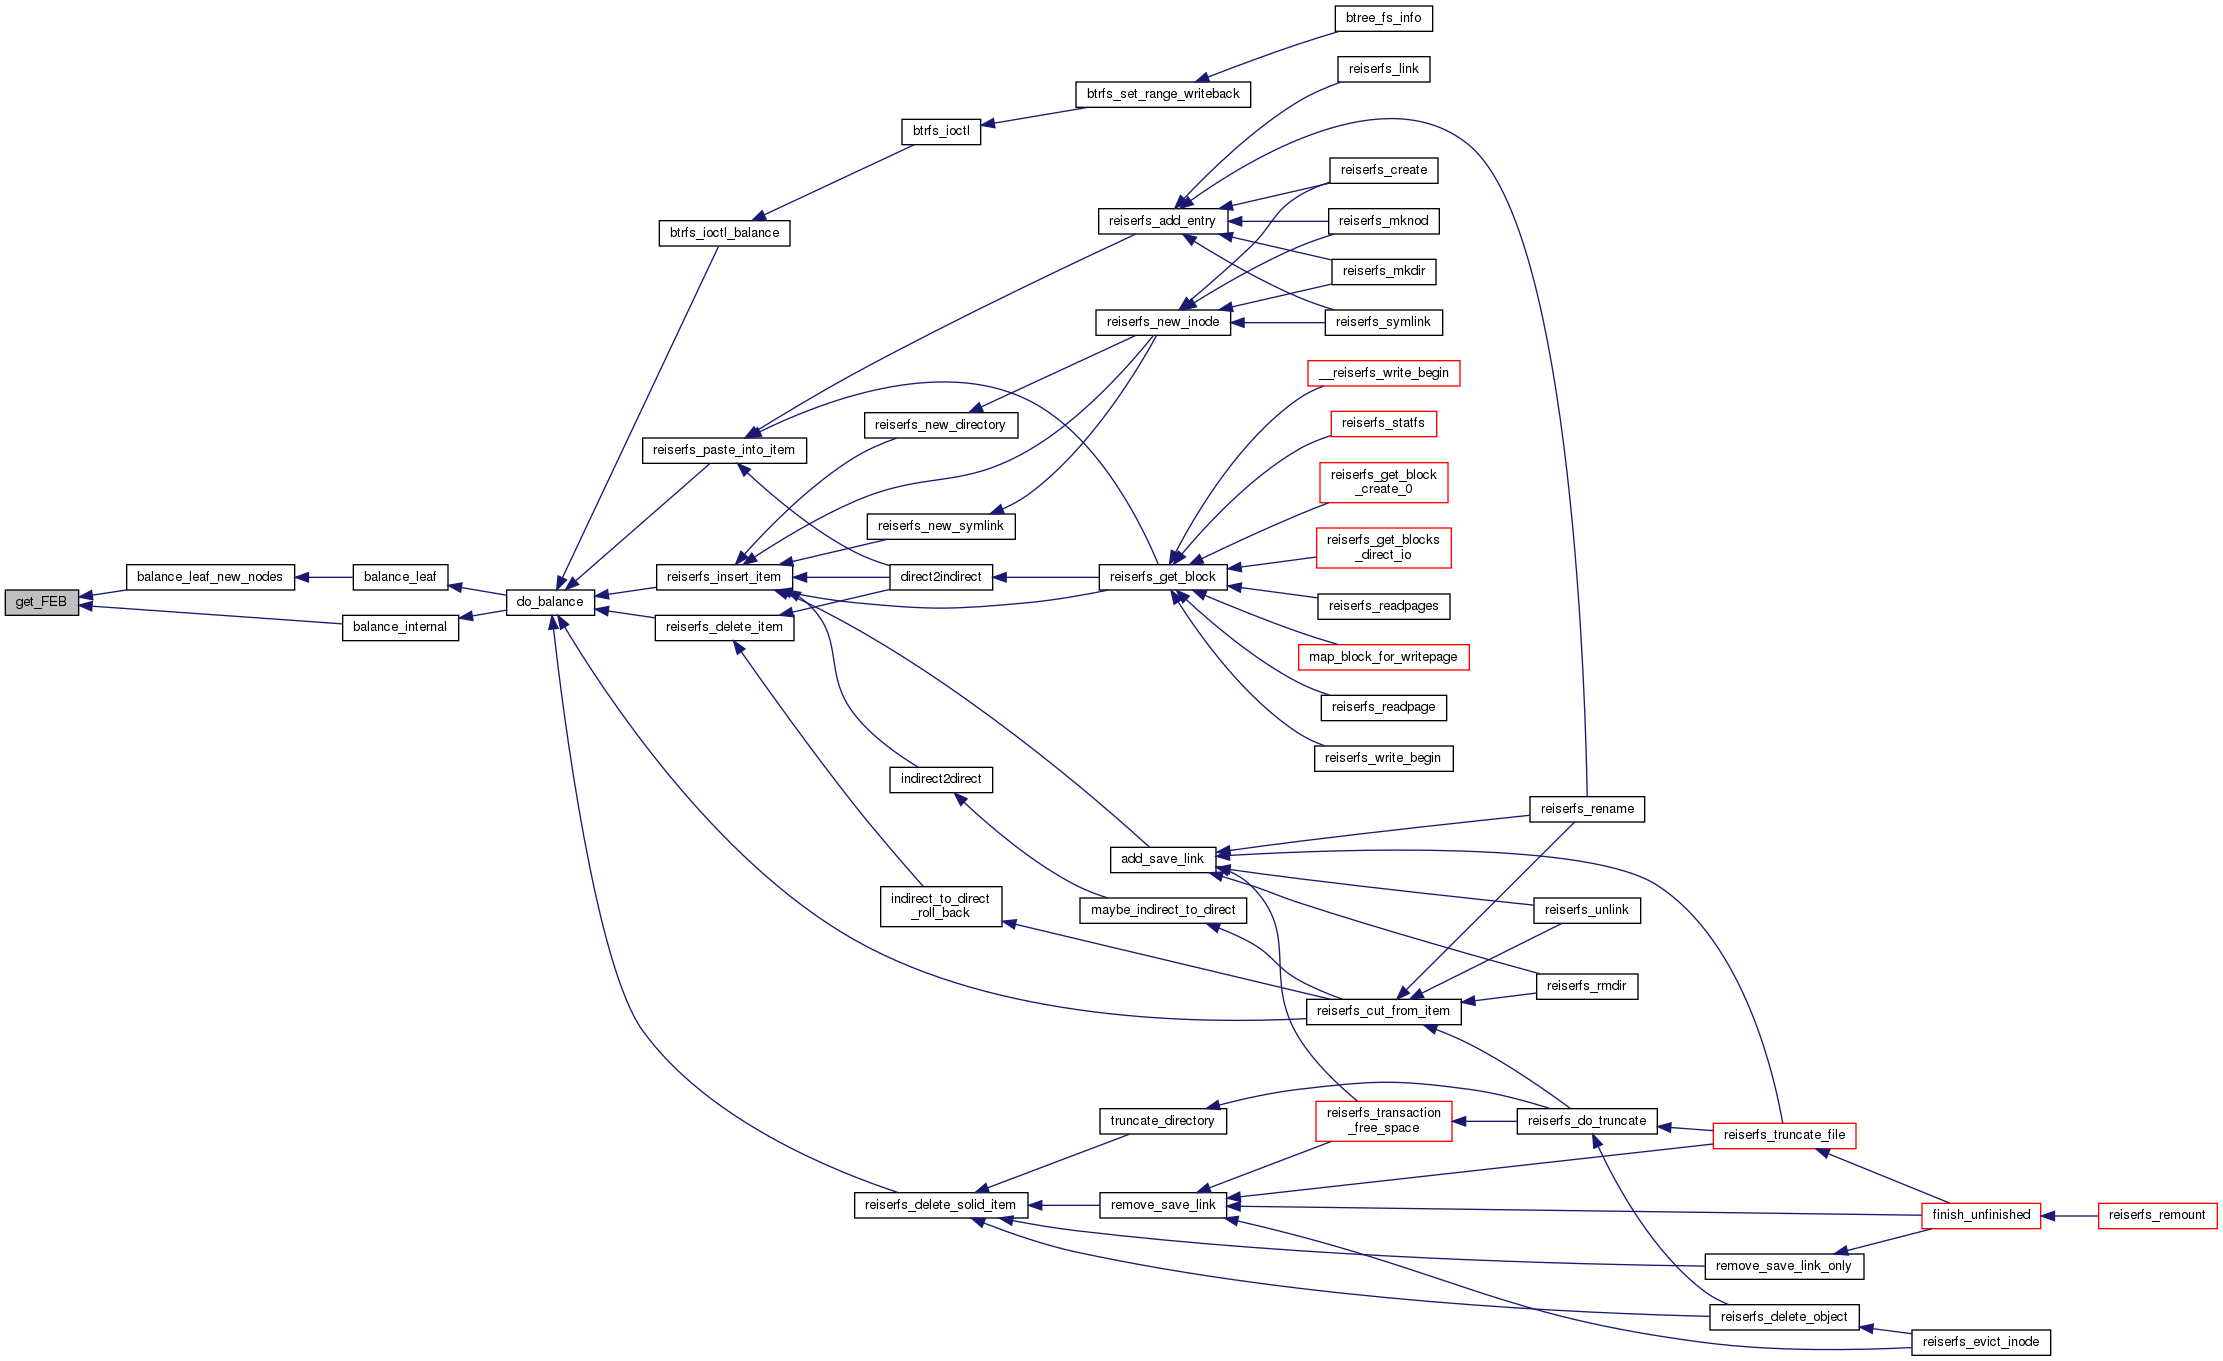 btree_fs_info
reiserfs_link
btrfs_set_range_writeback
btrfs_ioctl
reiserfs_create
reiserfs_add_entry
reiserfs_mknod
btrfs_ioctl_balance
reiserfs_mkdir
reiserfs_new_inode
reiserfs_symlink
__reiserfs_write_begin
reiserfs_new_directory
reiserfs_statfs
reiserfs_paste_into_item
reiserfs_get_block
_create_0
reiserfs_new_symlink
reiserfs_get_blocks
_direct_io
balance_leaf_new_nodes
balance_leaf
reiserfs_insert_item
direct2indirect
reiserfs_get_block
get_FEB
do_balance
reiserfs_readpages
balance_internal
reiserfs_delete_item
map_block_for_writepage
reiserfs_readpage
reiserfs_write_begin
indirect2direct
reiserfs_rename
add_save_link
indirect_to_direct
_roll_back
maybe_indirect_to_direct
reiserfs_unlink
reiserfs_rmdir
reiserfs_cut_from_item
truncate_directory
reiserfs_transaction
_free_space
reiserfs_do_truncate
reiserfs_truncate_file
reiserfs_delete_solid_item
remove_save_link
finish_unfinished
reiserfs_remount
remove_save_link_only
reiserfs_delete_object
reiserfs_evict_inode